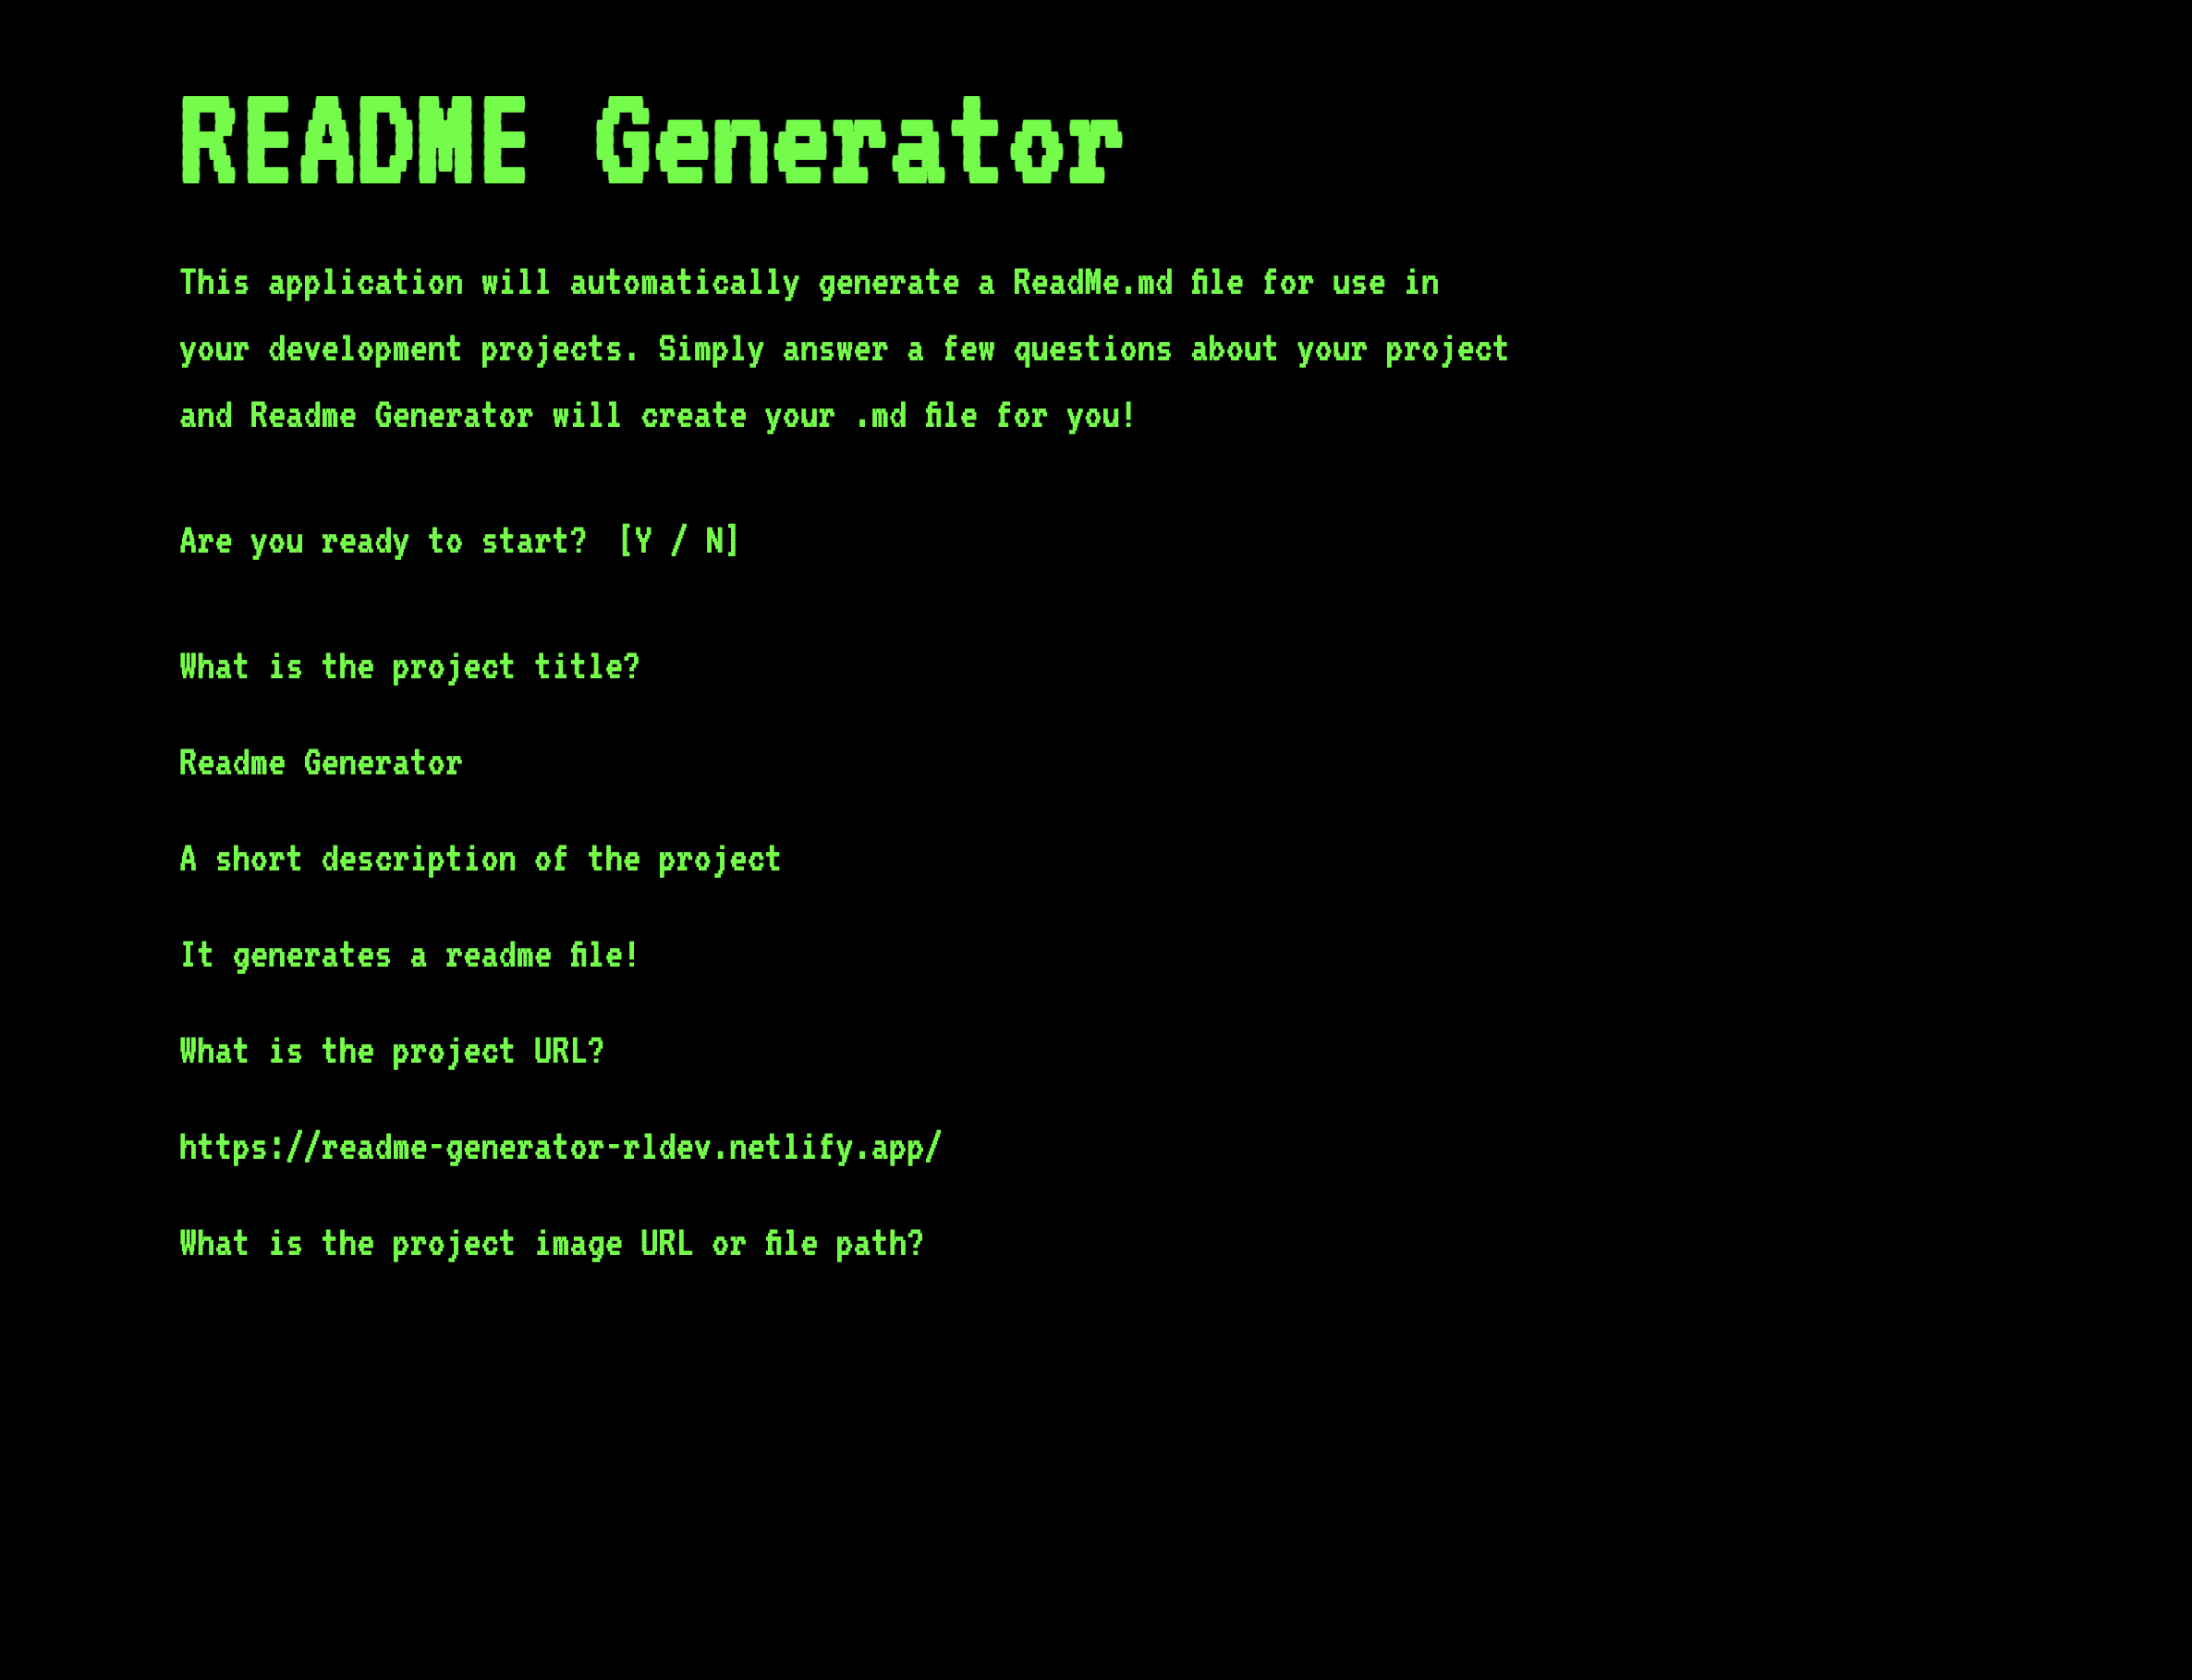 README Generator
This application will automatically generate a ReadMe.md file for use in
your development projects. Simply answer a few questions about your project
and Readme Generator will create your .md file for you!
Are you ready to start? [Y / N]
What is the project title?
Readme Generator
A short description of the project
It generates a readme file!
What is the project URL?
https://readme-generator-rldev.netlify.app/
What is the project image URL or file path?